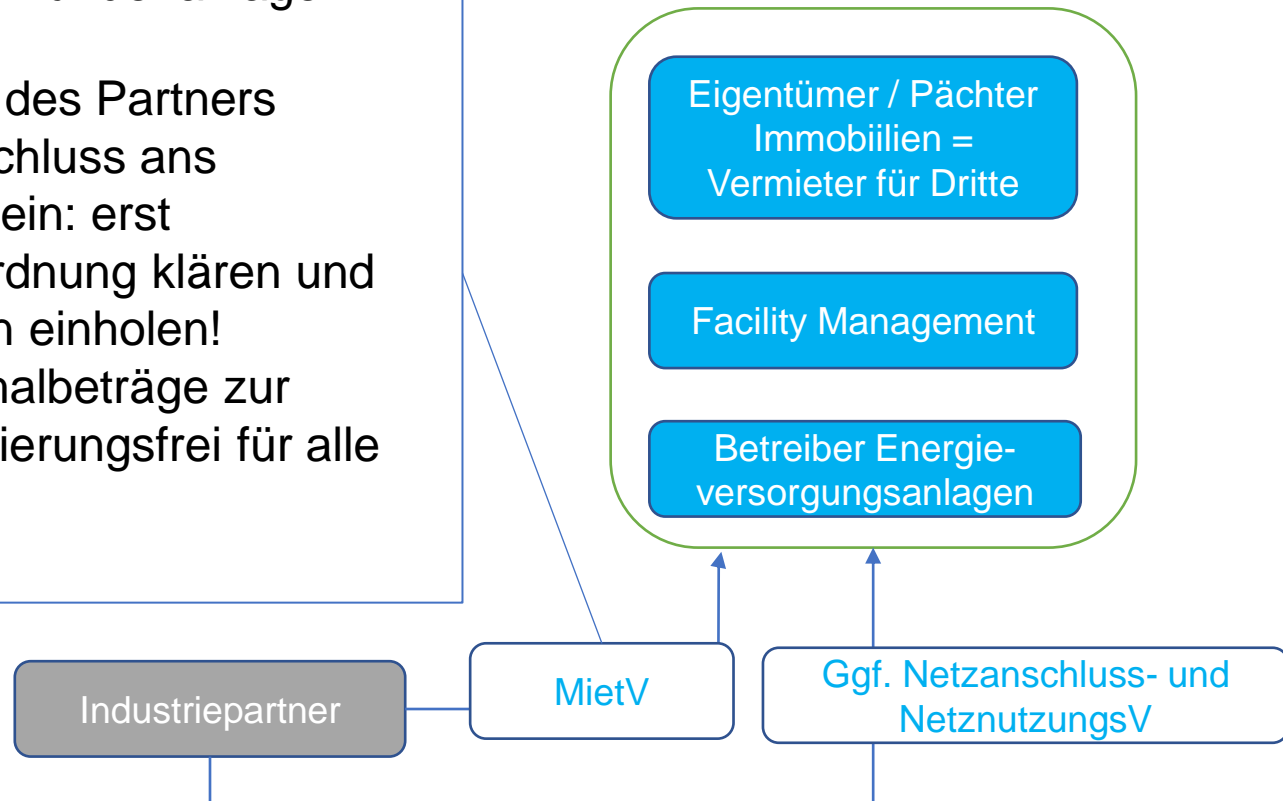 des Partners
chluss ans
ein: erst
rdnung klären und
einholen!
nalbeträge zur
ierungsfrei für alle
Eigentümer / Pächter
Immobiilien =
Vermieter für Dritte
Facility Management
Betreiber Energie-
versorgungsanlagen
Industriepartner
MietV
Ggf. Netzanschluss- und
NetznutzungsV